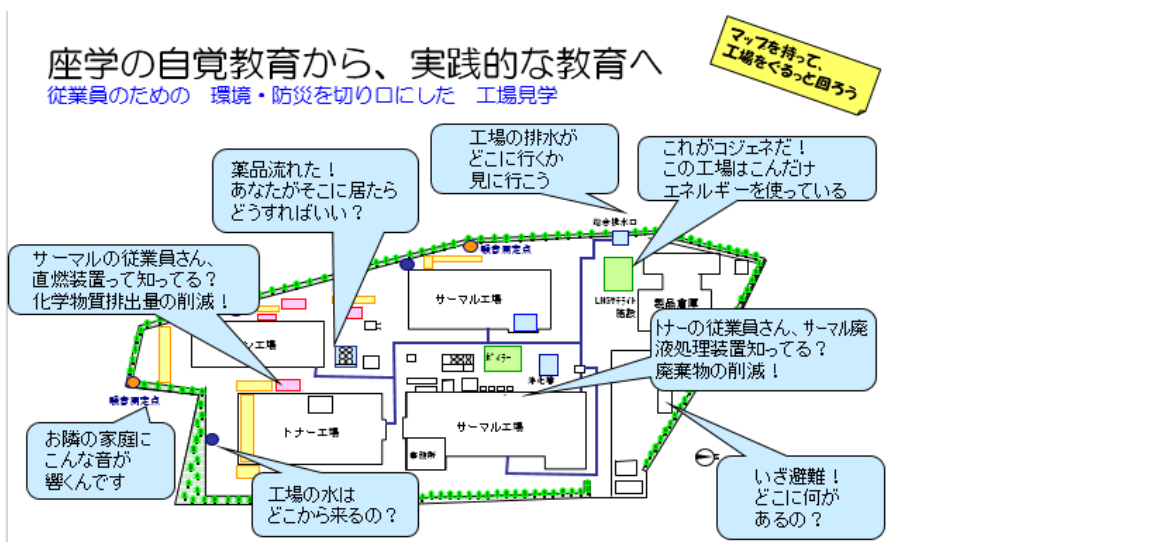 座学の自覚教育から、実践的な教育へ
従業員のための　環境・防災を切り口にした　工場見学
マップを持って、
工場をぐるっと回ろう
工場の排水が
どこに行くか
見に行こう
これがコジェネだ！
この工場はこんだけ
エネルギーを使っている
薬品流れた！
あなたがそこに居たら
どうすればいい？
サーマルの従業員さん、
直燃装置って知ってる？
化学物質排出量の削減！
総合排水口
騒音測定点
サーマル工場
LNGサテライト
施設
製品倉庫
トナーの従業員さん、サーマル廃
液処理装置知ってる？
廃棄物の削減！
ン工場
ボイラー
浄化槽
騒音測定点
トナー工場
サーマル工場
事務所
お隣の家庭に
こんな音が
響くんです
工場の水は
どこから来るの？
いざ避難！
どこに何が
あるの？